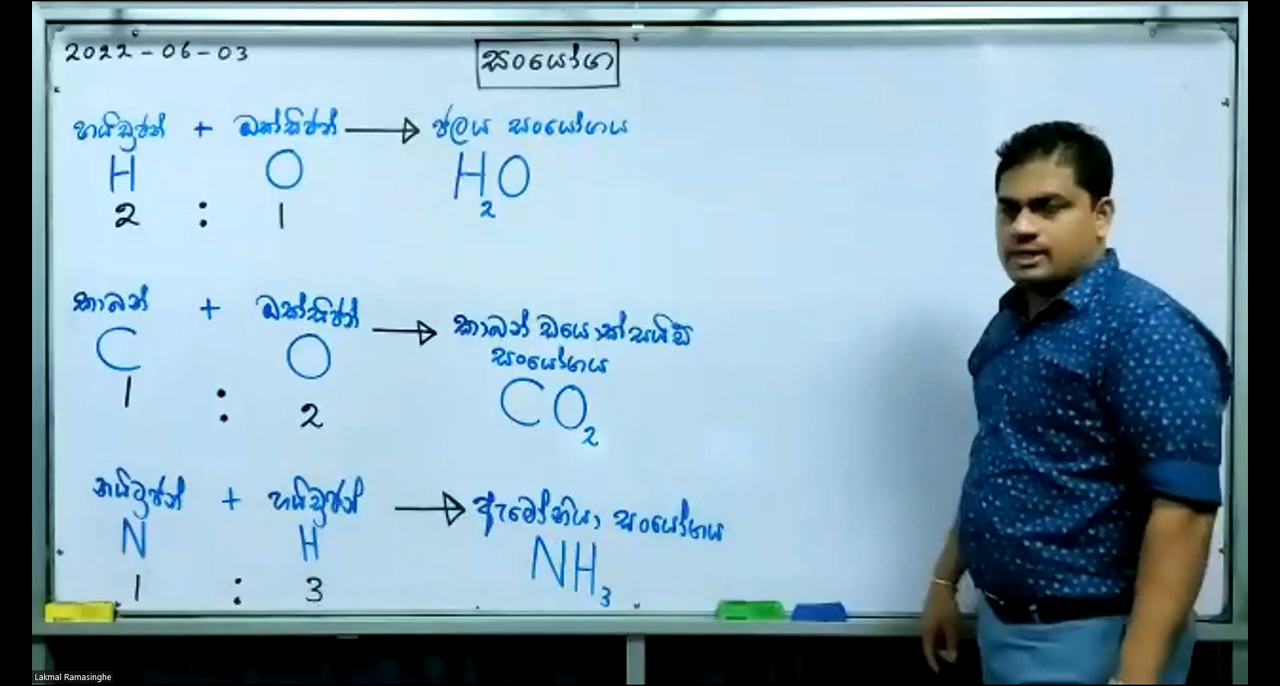 2022-06-03
සංයෝග
හයිඩ්‍රජන් + ඔක්සිජන් → ජලය සංයෝගය
H O H₂O
2 : 1
කාබන් + ඔක්සිජන් → කාබන් ඩයොක්සයිඩ්
සංයෝගය
C O CO₂
1 : 2
නයිට්‍රජන් + හයිඩ්‍රජන් → ඇමෝනියා සංයෝගය
N H NH₃
1 : 3
Lakmal Ramasinghe